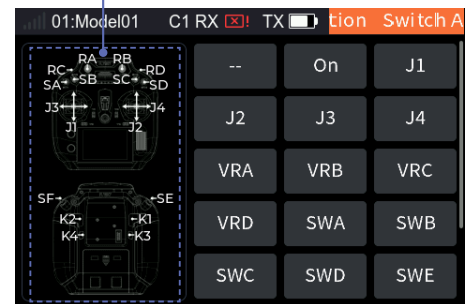 01:Model01 C1 RX ! TX tion Switch A
RA RB
RC RD
SA SB SC SD
J3 J4
J1 J2
SF SE
K2 K1
K4 K3
-- On J1
J2 J3 J4
VRA VRB VRC
VRD SWA SWB
SWC SWD SWE